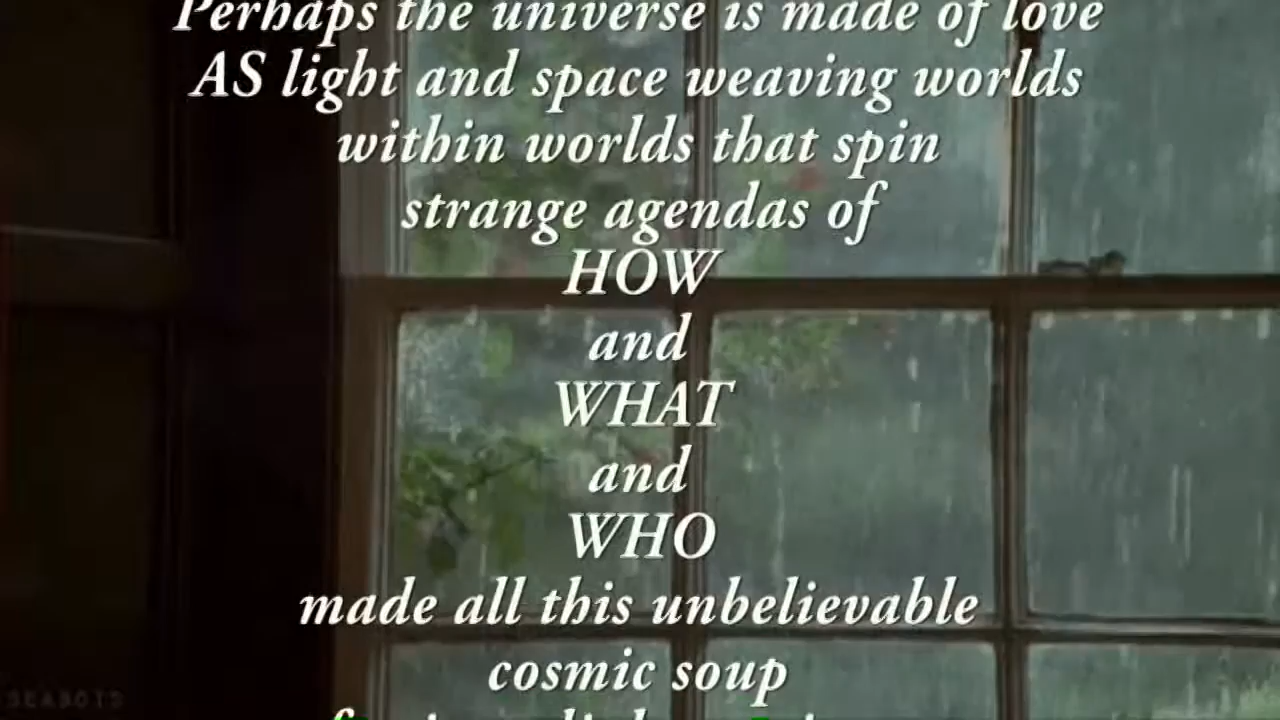 Perhaps the universe is made of love
AS light and space weaving worlds
within worlds that spin
strange agendas of
HOW
and
WHAT
and
WHO
made all this unbelievable
cosmic soup